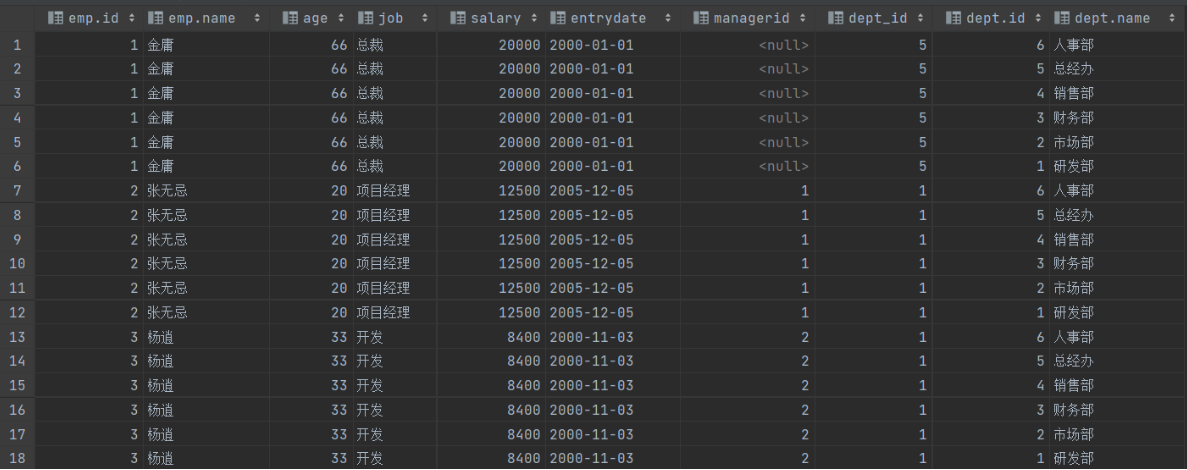 emp.id emp.name age job salary entrydate managerid dept_id dept.id dept.name
1 1 金庸 66 总裁 20000 2000-01-01 <null> 5 6 人事部
2 1 金庸 66 总裁 20000 2000-01-01 <null> 5 5 总经办
3 1 金庸 66 总裁 20000 2000-01-01 <null> 5 4 销售部
4 1 金庸 66 总裁 20000 2000-01-01 <null> 5 3 财务部
5 1 金庸 66 总裁 20000 2000-01-01 <null> 5 2 市场部
6 1 金庸 66 总裁 20000 2000-01-01 <null> 5 1 研发部
7 2 张无忌 20 项目经理 12500 2005-12-05 1 1 6 人事部
8 2 张无忌 20 项目经理 12500 2005-12-05 1 1 5 总经办
9 2 张无忌 20 项目经理 12500 2005-12-05 1 1 4 销售部
10 2 张无忌 20 项目经理 12500 2005-12-05 1 1 3 财务部
11 2 张无忌 20 项目经理 12500 2005-12-05 1 1 2 市场部
12 2 张无忌 20 项目经理 12500 2005-12-05 1 1 1 研发部
13 3 杨逍 33 开发 8400 2000-11-03 2 1 6 人事部
14 3 杨逍 33 开发 8400 2000-11-03 2 1 5 总经办
15 3 杨逍 33 开发 8400 2000-11-03 2 1 4 销售部
16 3 杨逍 33 开发 8400 2000-11-03 2 1 3 财务部
17 3 杨逍 33 开发 8400 2000-11-03 2 1 2 市场部
18 3 杨逍 33 开发 8400 2000-11-03 2 1 1 研发部